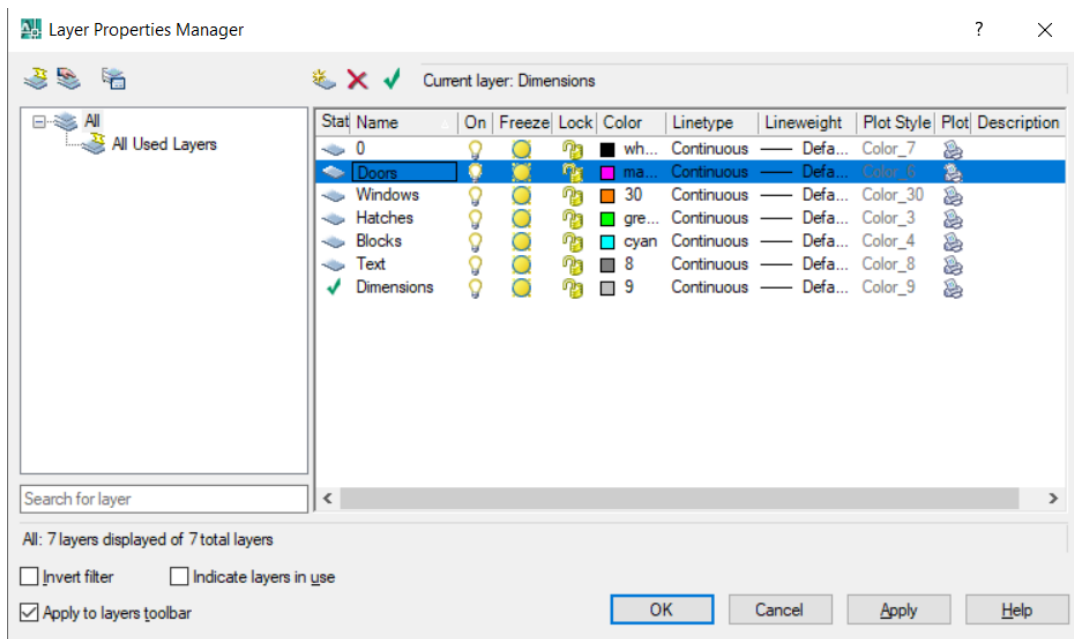 Layer Properties Manager
? 
Current layer: Dimensions
All
All Used Layers
Stat Name On Freeze Lock Color Linetype Lineweight Plot Style Plot Description
0 wh... Continuous Defa... Color_7
Doors ma... Continuous Defa... Color_6
Windows 30 Continuous Defa... Color_30
Hatches gre... Continuous Defa... Color_3
Blocks cyan Continuous Defa... Color_4
Text 8 Continuous Defa... Color_8
Dimensions 9 Continuous Defa... Color_9
Search for layer
All: 7 layers displayed of 7 total layers
Invert filter Indicate layers in use
Apply to layers toolbar
OK Cancel Apply Help